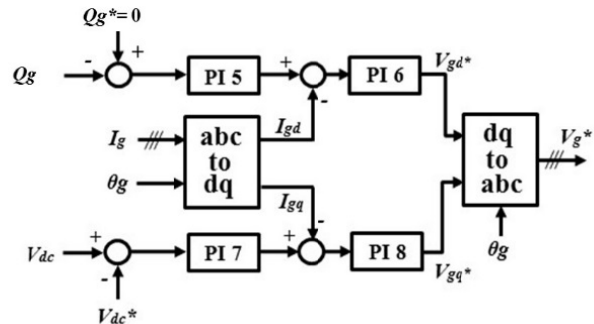 Qg*= 0
Qg
-
+
PI 5
+
-
PI 6
Vgd*
Ig
θg
abc
to
dq
Igd
Igq
dq
to
abc
Vg*
θg
Vdc
+
-
Vdc*
PI 7
+
-
PI 8
Vgq*